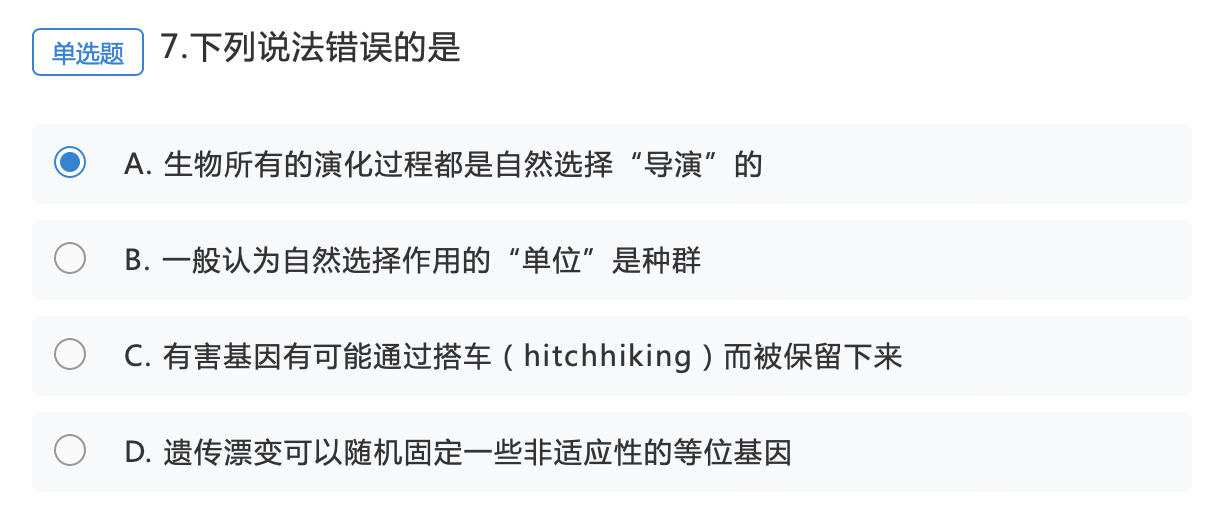 单选题 7.下列说法错误的是
A. 生物所有的演化过程都是自然选择“导演”的
B. 一般认为自然选择作用的“单位”是种群
C. 有害基因有可能通过搭车（hitchhiking）而被保留下来
D. 遗传漂变可以随机固定一些非适应性的等位基因